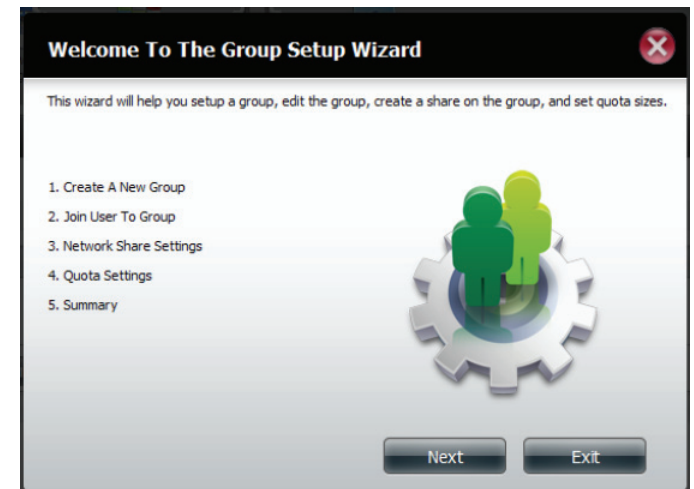 Welcome To The Group Setup Wizard
This wizard will help you setup a group, edit the group, create a share on the group, and set quota sizes.
1. Create A New Group
2. Join User To Group
3. Network Share Settings
4. Quota Settings
5. Summary
Next Exit